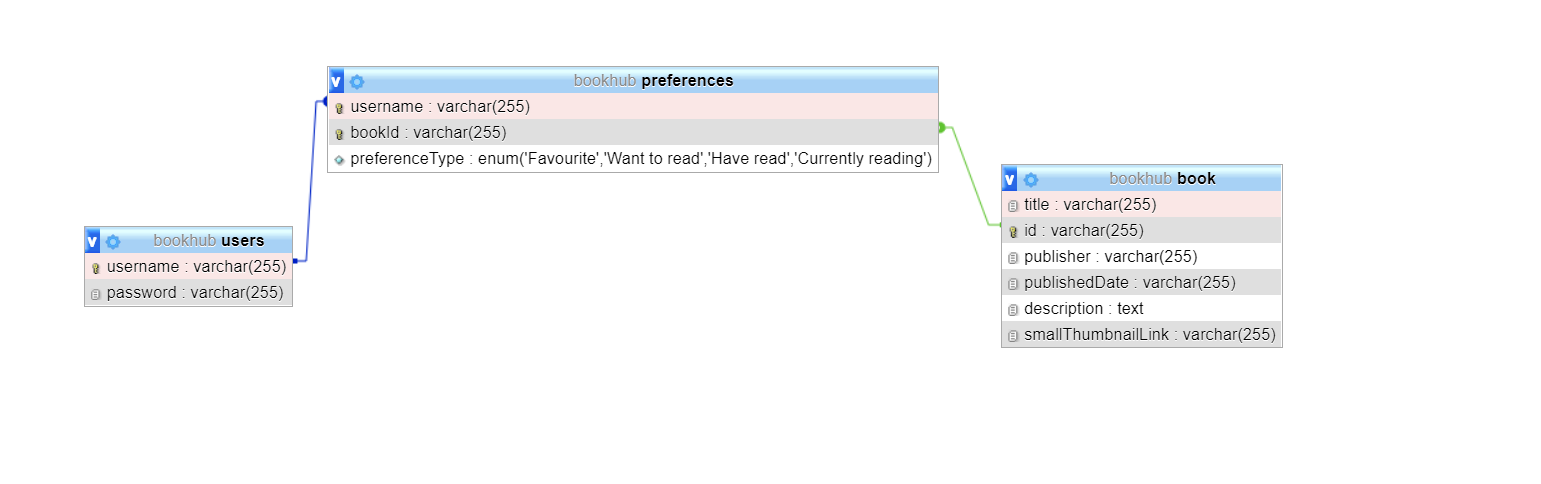 v bookhub preferences
username : varchar(255)
bookId : varchar(255)
preferenceType : enum('Favourite','Want to read','Have read','Currently reading')
v bookhub book
title : varchar(255)
id : varchar(255)
publisher : varchar(255)
publishedDate : varchar(255)
description : text
smallThumbnailLink : varchar(255)
v bookhub users
username : varchar(255)
password : varchar(255)